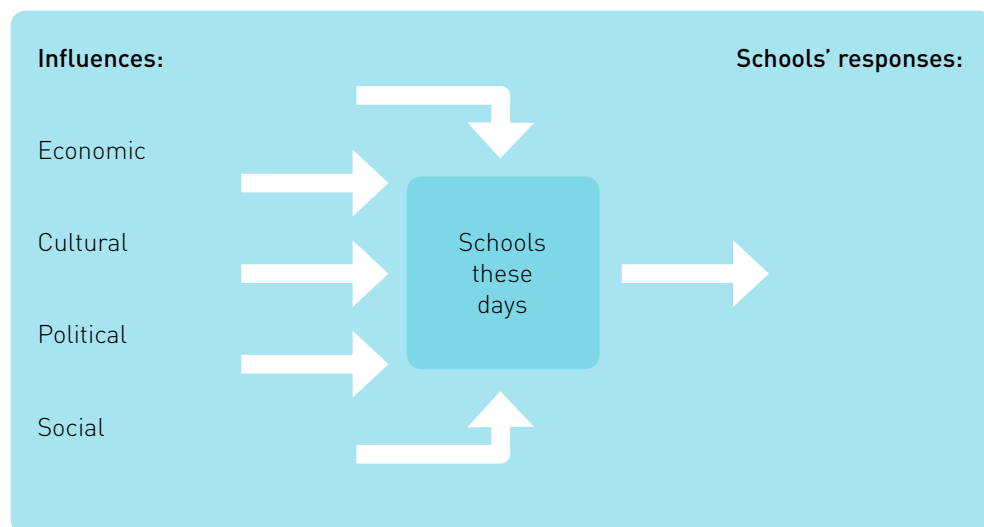 Influences:
Schools’ responses:
Economic
Cultural
Political
Social
Schools
these
days